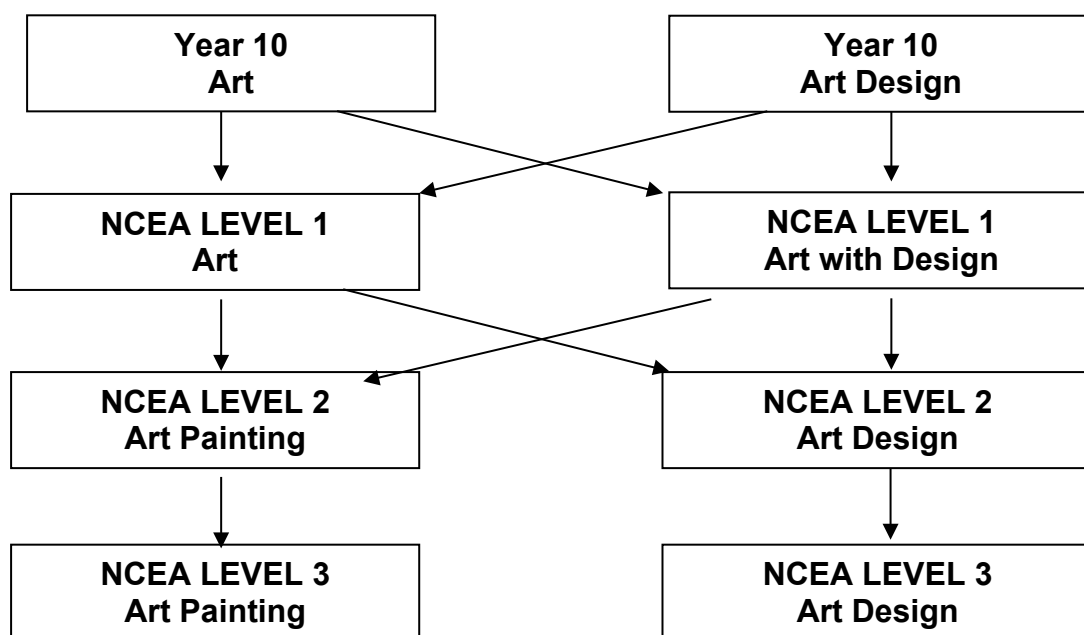 Year 10
Art
Year 10
Art Design
NCEA LEVEL 1
Art
NCEA LEVEL 1
Art with Design
NCEA LEVEL 2
Art Painting
NCEA LEVEL 2
Art Design
NCEA LEVEL 3
Art Painting
NCEA LEVEL 3
Art Design